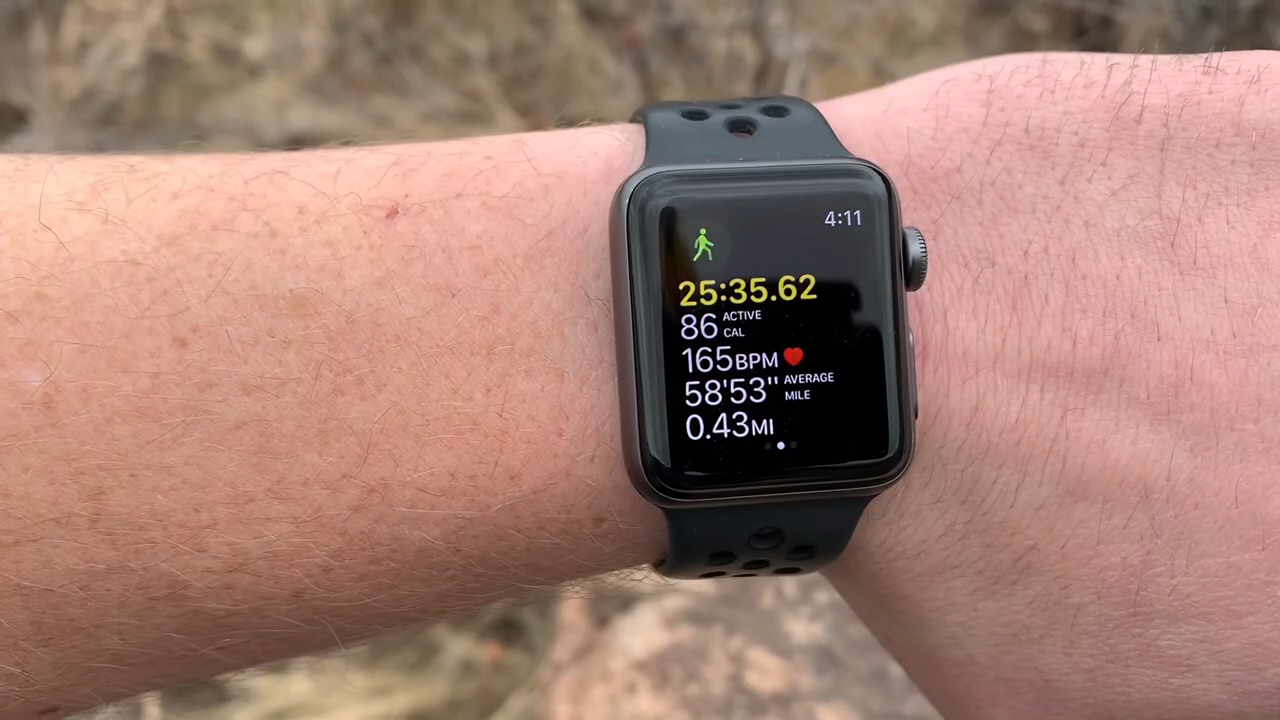 4:11
25:35.62
86 ACTIVE CAL
165BPM
58'53'' AVERAGE MILE
0.43MI